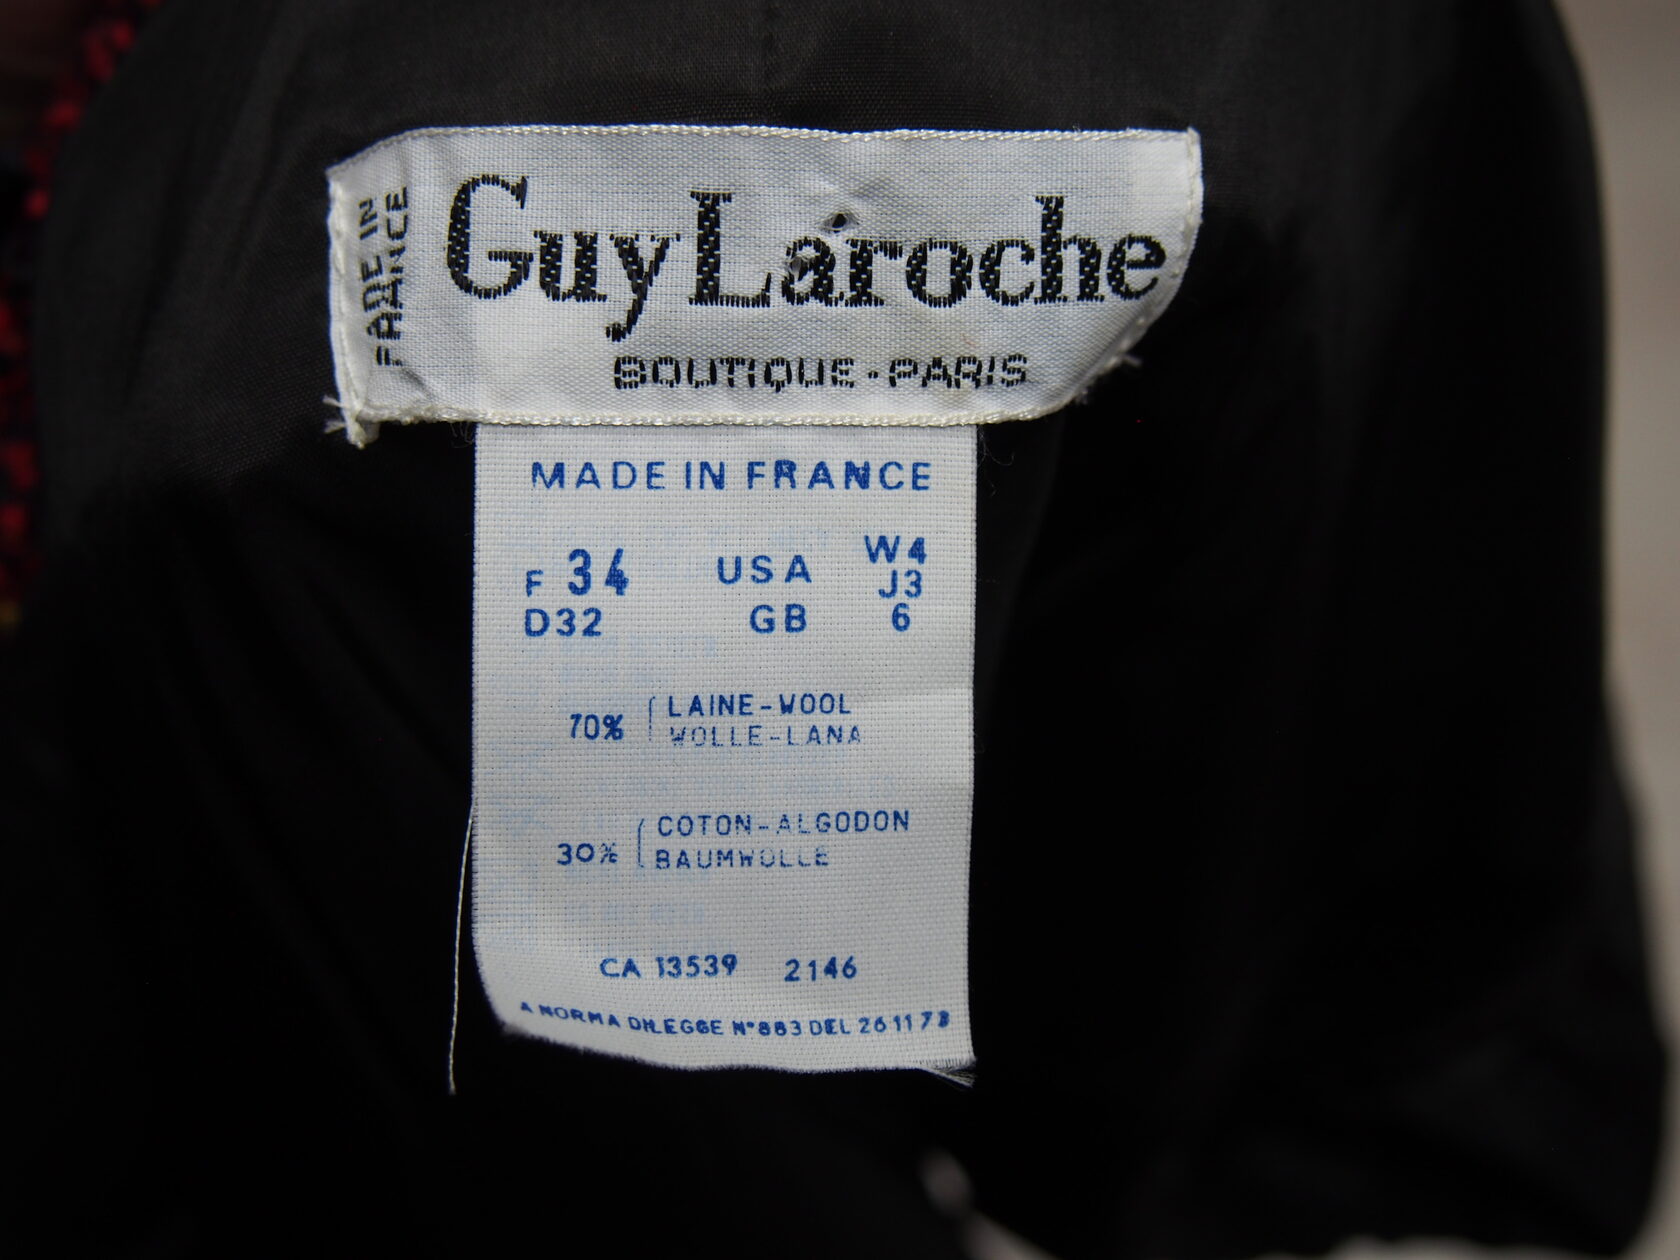 MADE IN
FRANCE
Guy Laroche
BOUTIQUE·PARIS
MADE IN FRANCE
F 34 USA W4
J3
D32 GB 6
70% LAINE-WOOL
WOLLE-LANA
30% COTON-ALGODON
BAUMWOLLE
CA 13539 2146
A NORMA DI LEGGE N°883 DEL 26 11 73